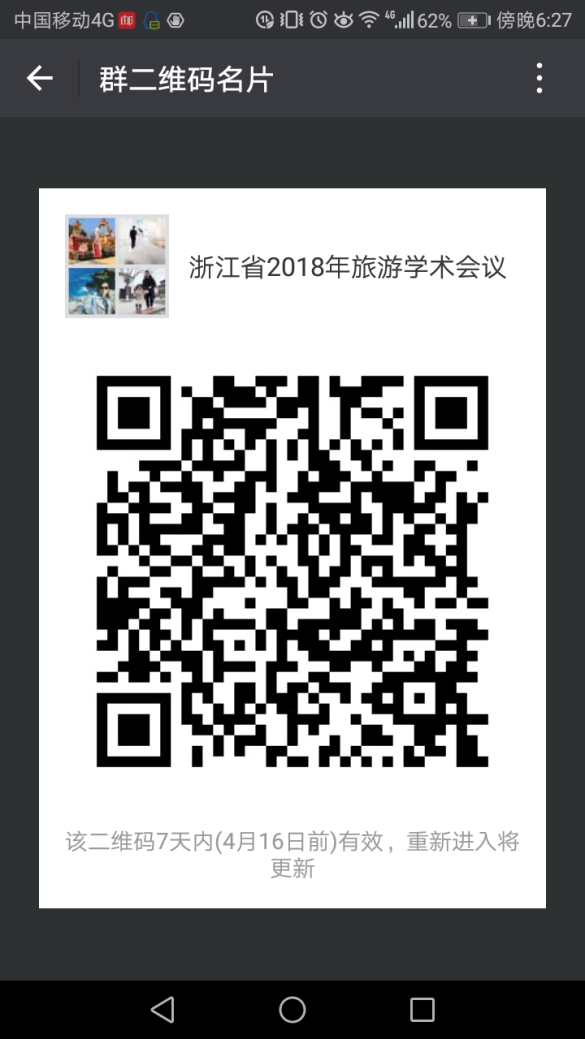 中国移动4G 4G 62% 傍晚6:27
群二维码名片
浙江省2018年旅游学术会议
该二维码7天内(4月16日前)有效，重新进入将
更新